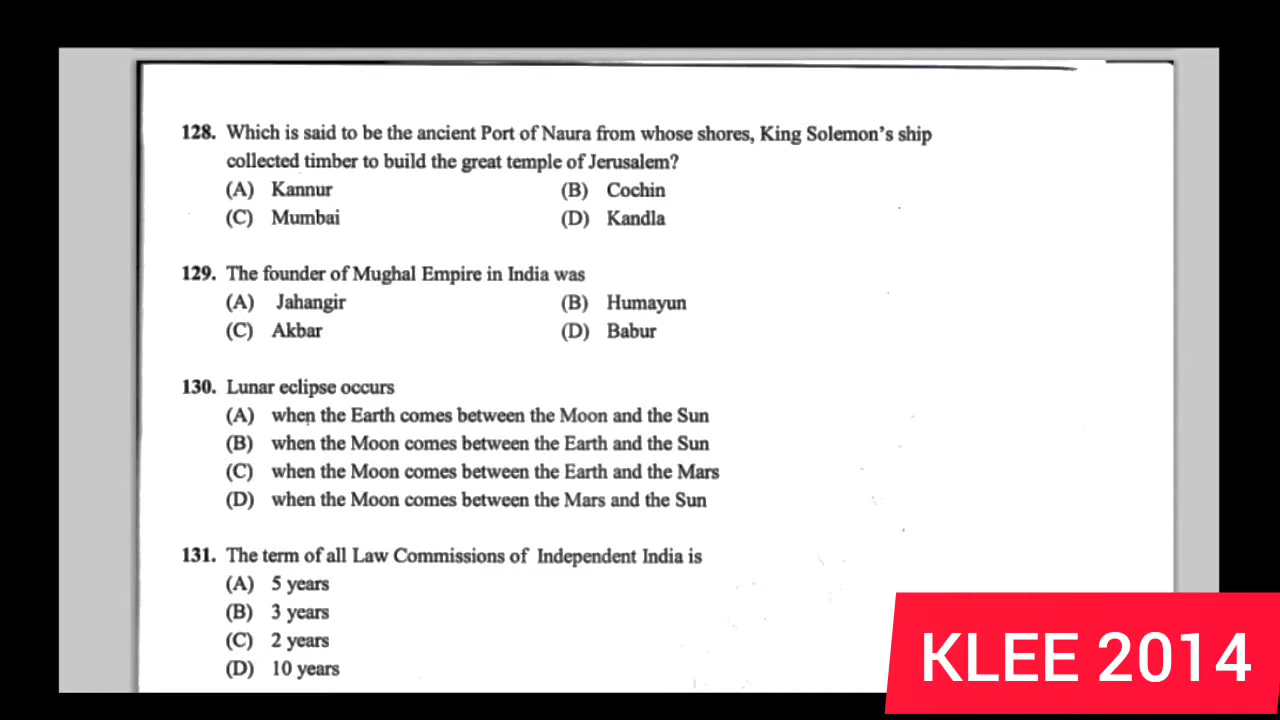 128. Which is said to be the ancient Port of Naura from whose shores, King Solemon's ship
collected timber to build the great temple of Jerusalem?
(A) Kannur (B) Cochin
(C) Mumbai (D) Kandla
129. The founder of Mughal Empire in India was
(A) Jahangir (B) Humayun
(C) Akbar (D) Babur
130. Lunar eclipse occurs
(A) when the Earth comes between the Moon and the Sun
(B) when the Moon comes between the Earth and the Sun
(C) when the Moon comes between the Earth and the Mars
(D) when the Moon comes between the Mars and the Sun
131. The term of all Law Commissions of Independent India is
(A) 5 years
(B) 3 years
(C) 2 years
(D) 10 years
KLEE 2014